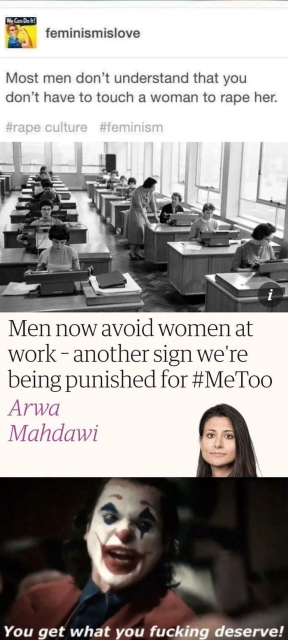 We Can Do It!
feminismislove
Most men don't understand that you
don't have to touch a woman to rape her.
#rape culture #feminism
i
Men now avoid women at
work – another sign we're
being punished for #MeToo
Arwa
Mahdawi
You get what you fucking deserve!